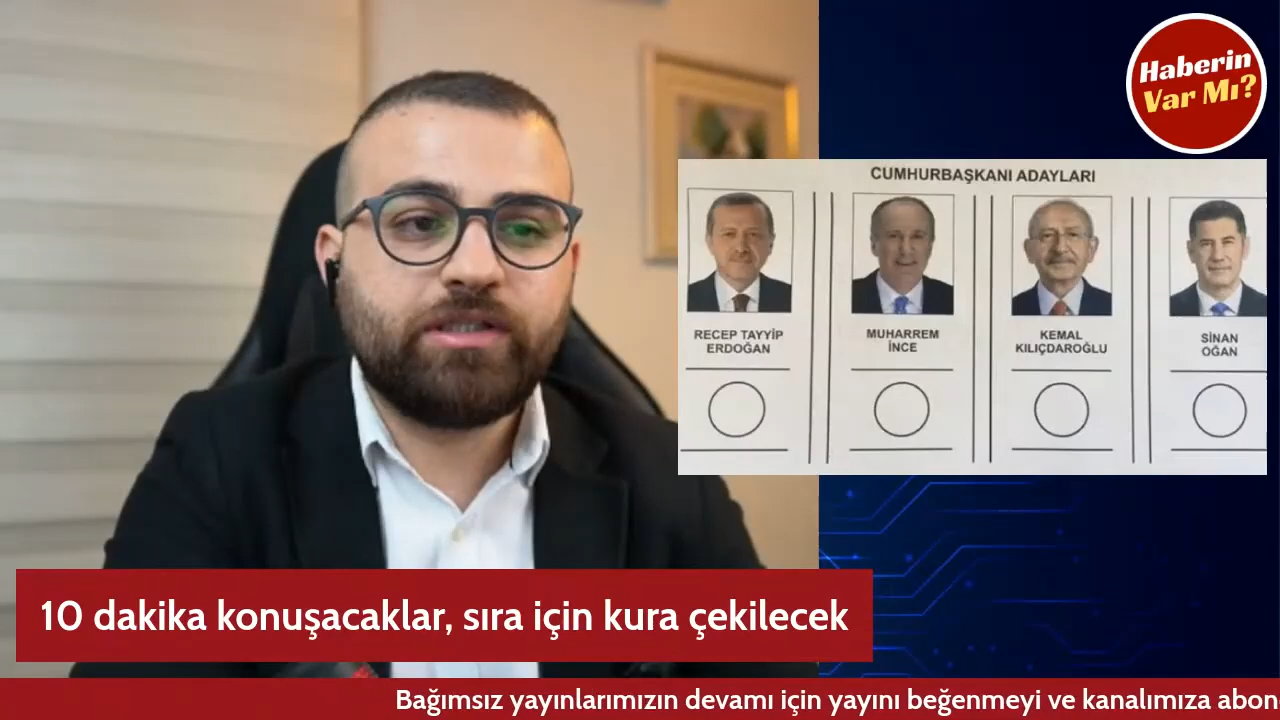 Haberin
Var Mı?
CUMHURBAŞKANI ADAYLARI
RECEP TAYYİP
ERDOĞAN
MUHARREM
İNCE
KEMAL
KILIÇDAROĞLU
SİNAN
OĞAN
10 dakika konuşacaklar, sıra için kura çekilecek
Bağımsız yayınlarımızın devamı için yayını beğenmeyi ve kanalımıza abon